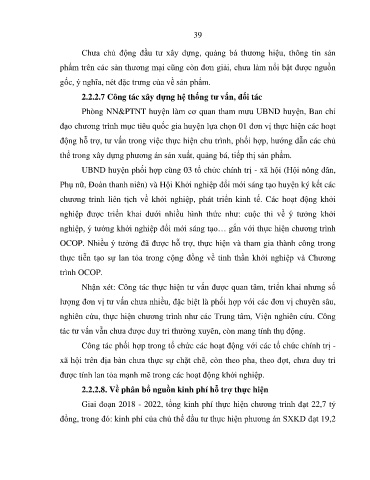 39
Chưa chủ động đầu tư xây dựng, quảng bá thương hiệu, thông tin sản
phẩm trên các sàn thương mại cũng còn đơn giải, chưa làm nổi bật được nguồn
gốc, ý nghĩa, nét đặc trưng của về sản phẩm.
2.2.2.7 Công tác xây dựng hệ thống tư vấn, đối tác
Phòng NN&PTNT huyện làm cơ quan tham mưu UBND huyện, Ban chỉ
đạo chương trình mục tiêu quốc gia huyện lựa chọn 01 đơn vị thực hiện các hoạt
động hỗ trợ, tư vấn trong việc thực hiện chu trình, phối hợp, hướng dẫn các chủ
thể trong xây dựng phương án sản xuất, quảng bá, tiếp thị sản phẩm.
UBND huyện phối hợp cùng 03 tổ chức chính trị - xã hội (Hội nông dân,
Phụ nữ, Đoàn thanh niên) và Hội Khởi nghiệp đổi mới sáng tạo huyện ký kết các
chương trình liên tịch về khởi nghiệp, phát triển kinh tế. Các hoạt động khởi
nghiệp được triển khai dưới nhiều hình thức như: cuộc thi về ý tưởng khởi
nghiệp, ý tưởng khởi nghiệp đổi mới sáng tạo… gắn với thực hiện chương trình
OCOP. Nhiều ý tưởng đã được hỗ trợ, thực hiện và tham gia thành công trong
thực tiễn tạo sự lan tỏa trong cộng đồng về tinh thần khởi nghiệp và Chương
trình OCOP.
Nhận xét: Công tác thực hiện tư vấn được quan tâm, triển khai nhưng số
lượng đơn vị tư vấn chưa nhiều, đặc biệt là phối hợp với các đơn vị chuyên sâu,
nghiên cứu, thực hiện chương trình như các Trung tâm, Viện nghiên cứu. Công
tác tư vấn vẫn chưa được duy trì thường xuyên, còn mang tính thụ động.
Công tác phối hợp trong tổ chức các hoạt động với các tổ chức chính trị -
xã hội trên địa bàn chưa thực sự chặt chẽ, còn theo pha, theo đợt, chưa duy trì
được tính lan tỏa mạnh mẽ trong các hoạt động khởi nghiệp.
2.2.2.8. Về phân bổ nguồn kinh phí hỗ trợ thực hiện
Giai đoạn 2018 - 2022, tổng kinh phí thực hiện chương trình đạt 22,7 tỷ
đồng, trong đó: kinh phí của chủ thể đầu tư thực hiện phương án SXKD đạt 19,2